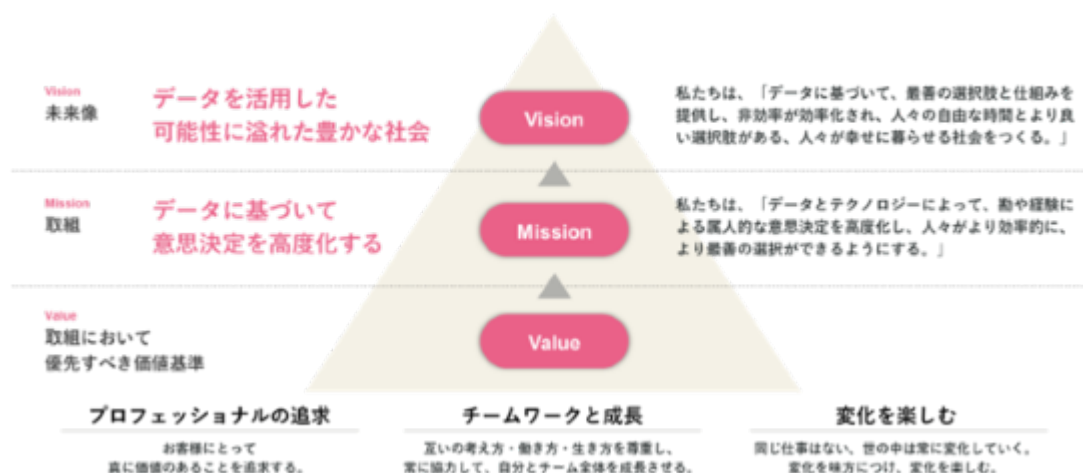 Vision
未来像
データを活用した
可能性に溢れた豊かな社会
Vision
私たちは、「データに基づいて、最善の選択肢と仕組みを
提供し、非効率が効率化され、人々の自由な時間とより良
い選択肢がある、人々が幸せに暮らせる社会をつくる。」
Mission
取組
データに基づいて
意思決定を高度化する
Mission
私たちは、「データとテクノロジーによって、勘や経験に
よる属人的な意思決定を高度化し、人々がより効率的に、
より最善の選択ができるようにする。」
Value
取組において
優先すべき価値基準
Value
プロフェッショナルの追求
お客様にとって
真に価値のあることを追求する。
チームワークと成長
互いの考え方・働き方・生き方を尊重し、
常に協力して、自分とチーム全体を成長させる。
変化を楽しむ
同じ仕事はない、世の中は常に変化していく。
変化を味方につけ、変化を楽しむ。